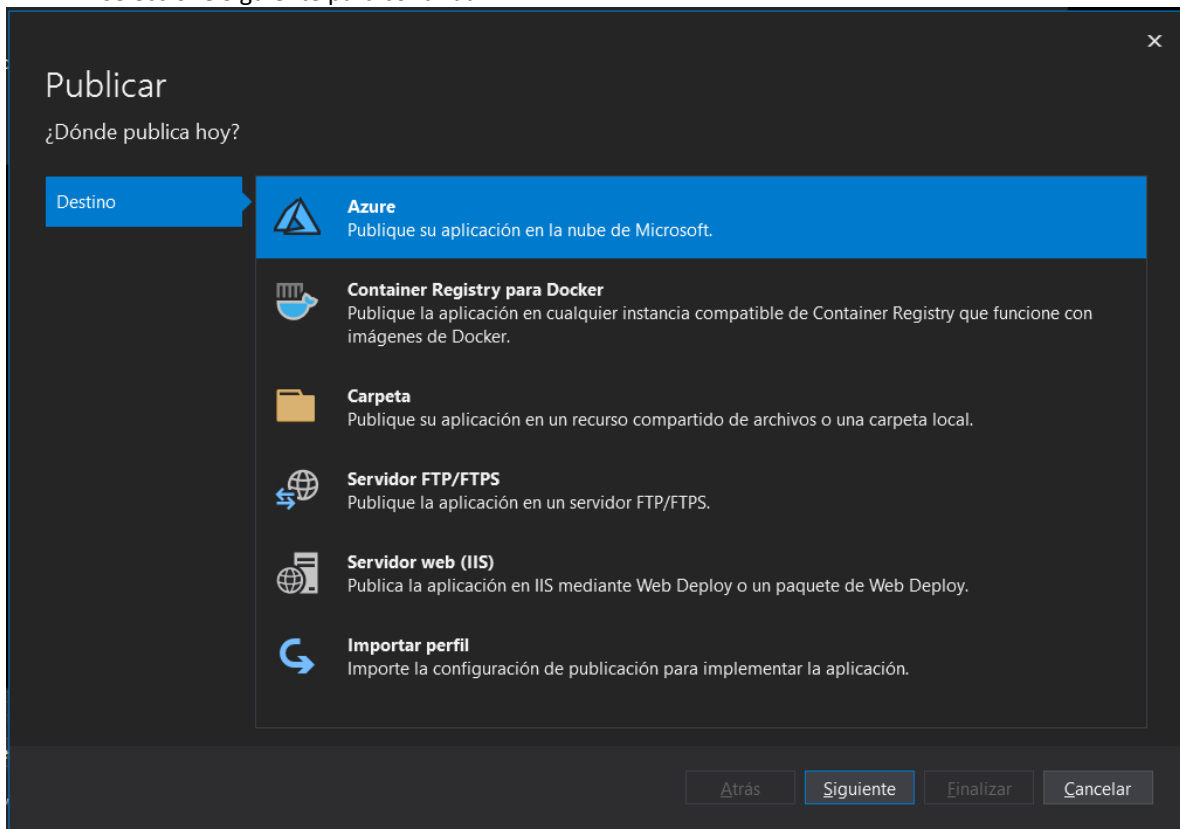 Publicar
¿Dónde publica hoy?
Destino
Azure
Publique su aplicación en la nube de Microsoft.
Container Registry para Docker
Publique la aplicación en cualquier instancia compatible de Container Registry que funcione con
imágenes de Docker.
Carpeta
Publique su aplicación en un recurso compartido de archivos o una carpeta local.
Servidor FTP/FTPS
Publique la aplicación en un servidor FTP/FTPS.
Servidor web (IIS)
Publica la aplicación en IIS mediante Web Deploy o un paquete de Web Deploy.
Importar perfil
Importe la configuración de publicación para implementar la aplicación.
Atrás
Siguiente
Finalizar
Cancelar